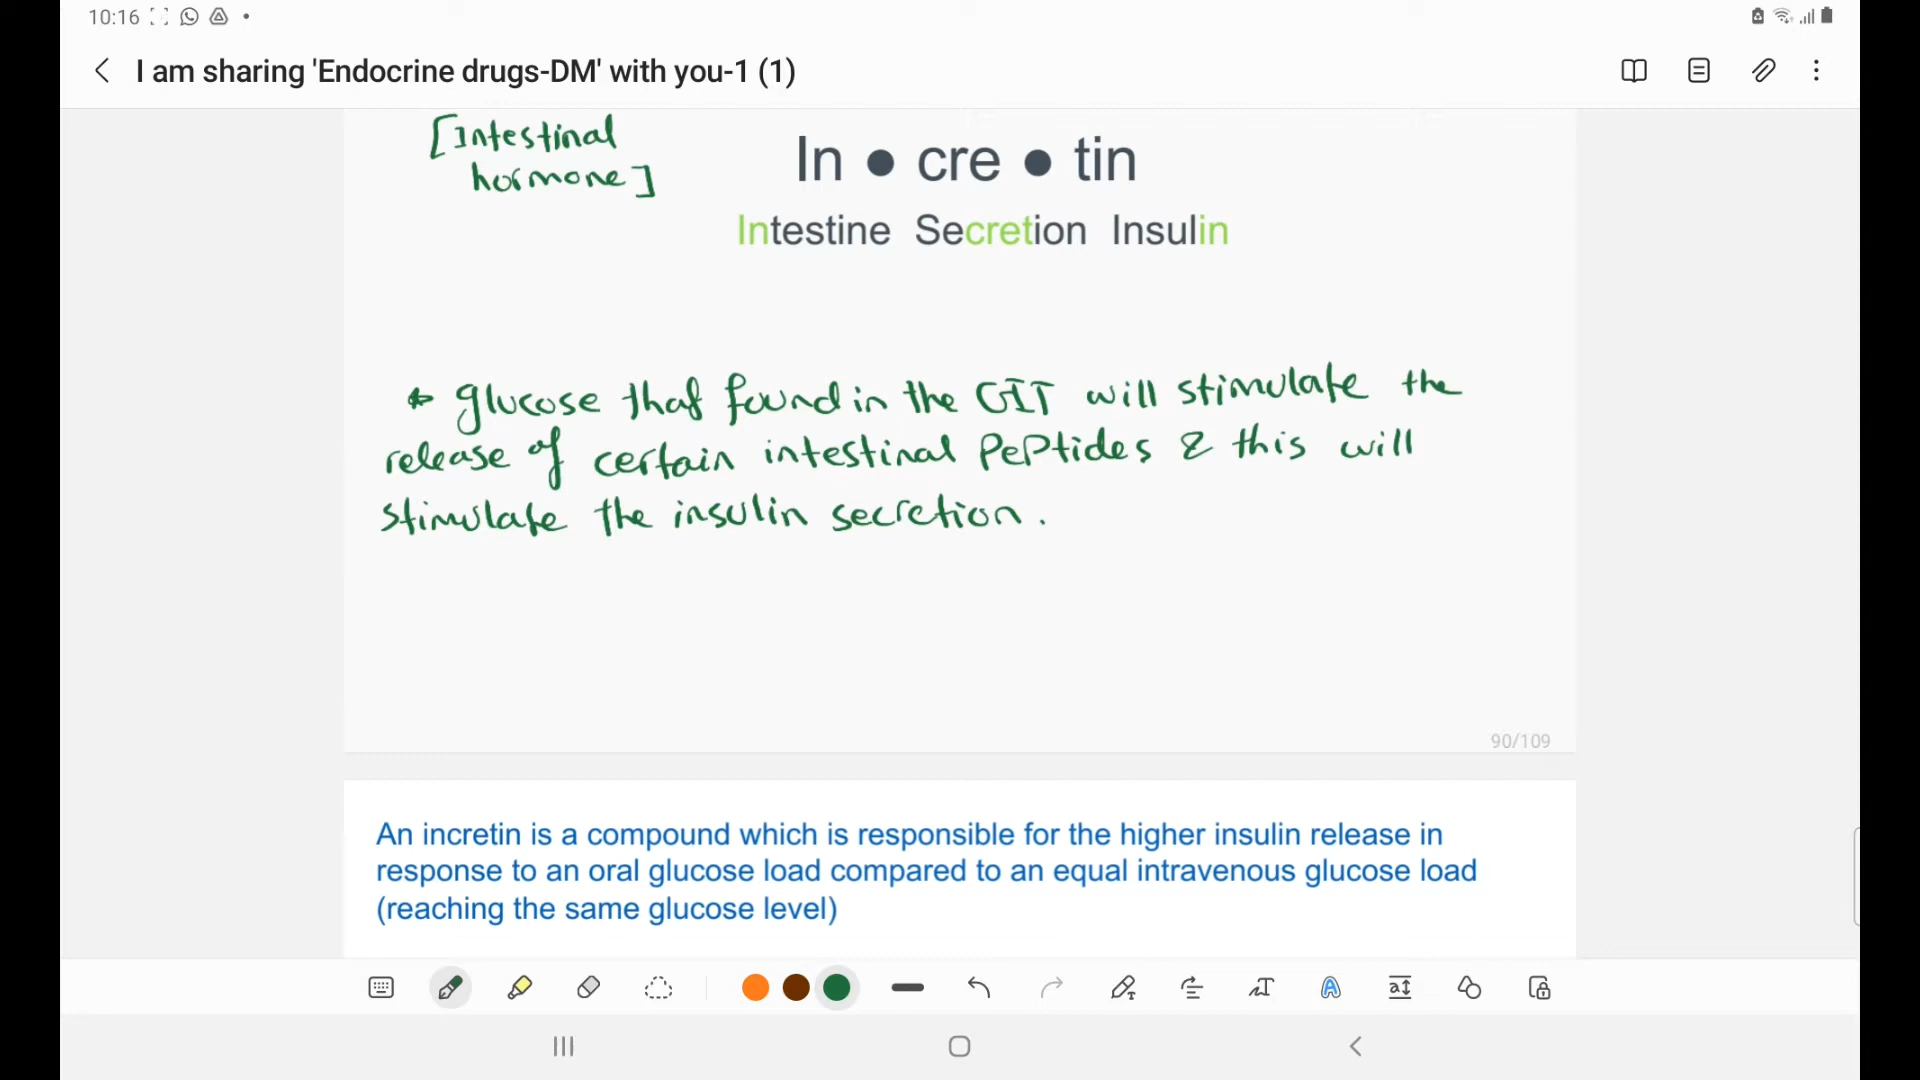 10:16
I am sharing 'Endocrine drugs-DM' with you-1 (1)
[Intestinal
hormone]
In ● cre ● tin
Intestine Secretion Insulin
glucose that found in the GIT will stimulate the
release of certain intestinal PePtides & this will
stimulate the insulin secretion.
90/109
An incretin is a compound which is responsible for the higher insulin release in
response to an oral glucose load compared to an equal intravenous glucose load
(reaching the same glucose level)